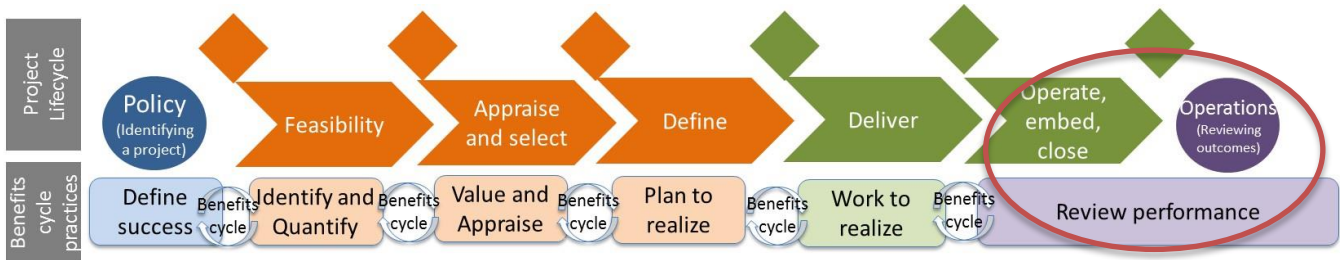 Project
Lifecycle
Policy
(Identifying
a project)
Feasibility
Appraise
and select
Define
Deliver
Operate,
embed,
close
Operations
(Reviewing
outcomes)
Benefits
cycle
practices
Define
success
Benefits
cycle
Identify and
Quantify
Benefits
cycle
Value and
Appraise
Benefits
cycle
Plan to
realize
Benefits
cycle
Work to
realize
Benefits
cycle
Review performance